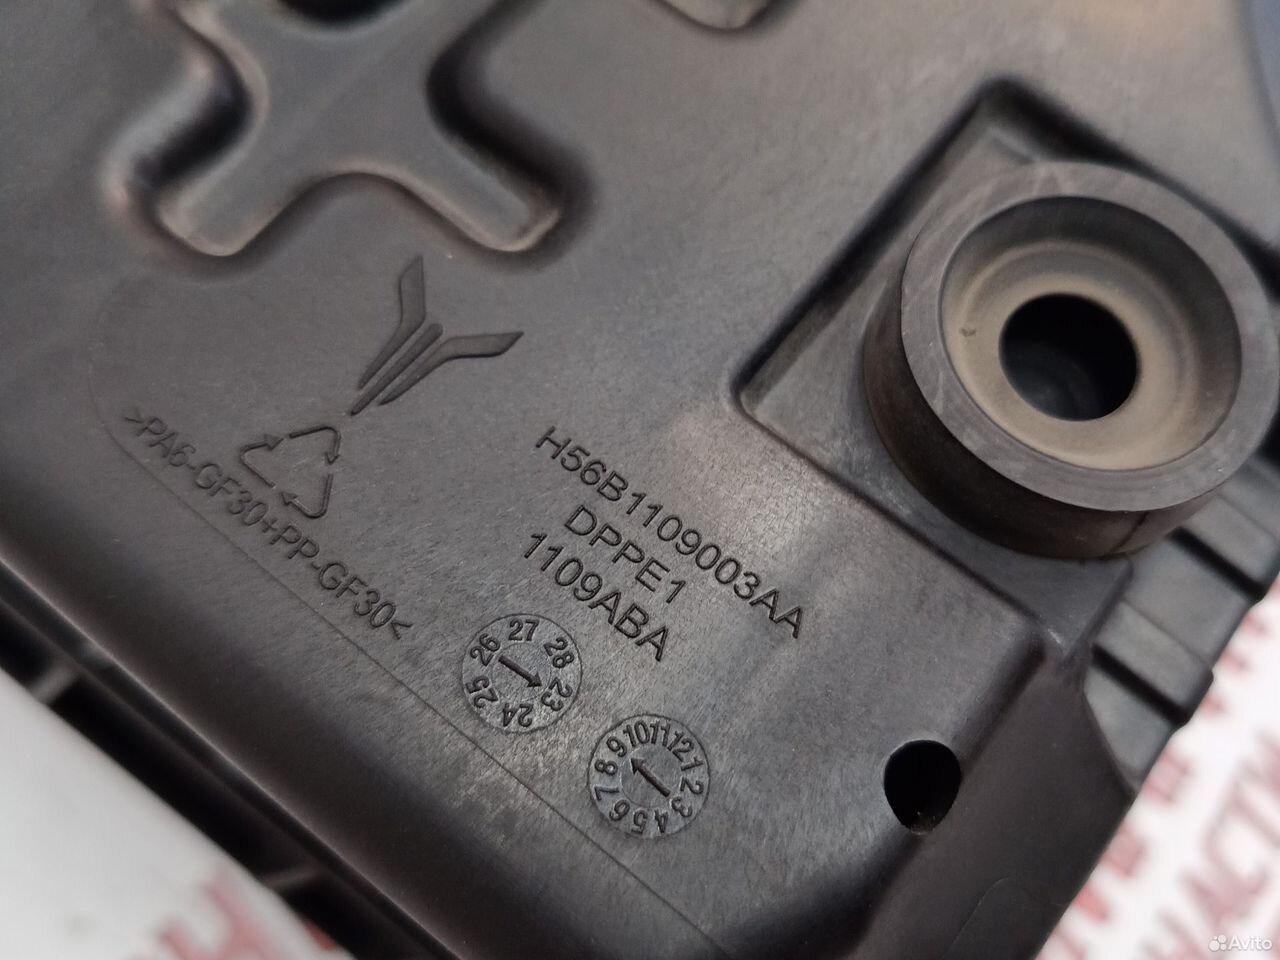 >PA6-GF30+PP-GF30<
H56B1109003AA
DPPE1
1109ABA
23 24 25 26 27 28
1 2 3 4 5 6 7 8 9 10 11 12
Avito